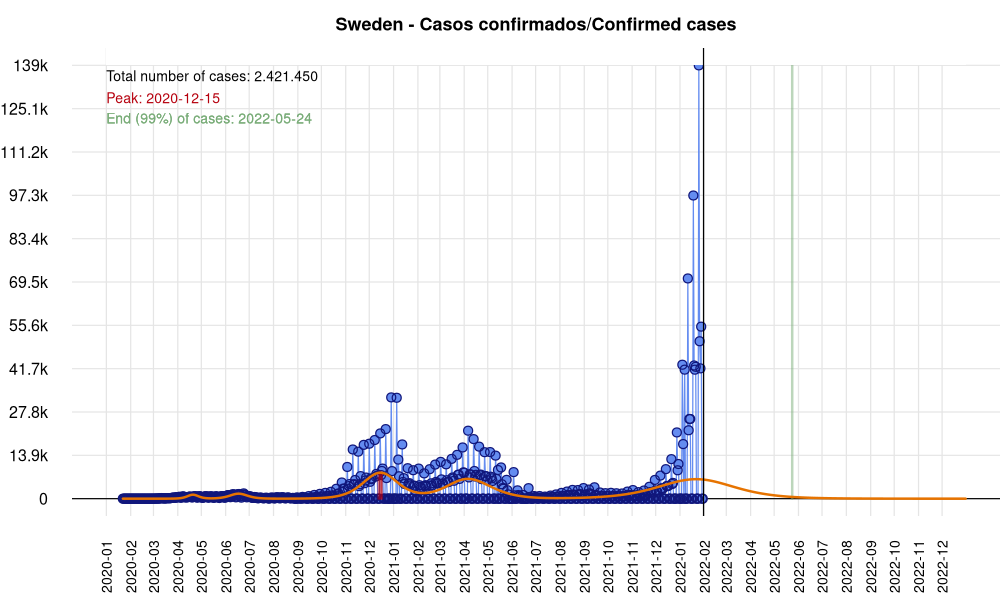 Sweden - Casos confirmados/Confirmed cases
139k
125.1k
111.2k
97.3k
83.4k
69.5k
55.6k
41.7k
27.8k
13.9k
0
Total number of cases: 2.421.450
Peak: 2020-12-15
End (99%) of cases: 2022-05-24
2020-01
2020-02
2020-03
2020-04
2020-05
2020-06
2020-07
2020-08
2020-09
2020-10
2020-11
2020-12
2021-01
2021-02
2021-03
2021-04
2021-05
2021-06
2021-07
2021-08
2021-09
2021-10
2021-11
2021-12
2022-01
2022-02
2022-03
2022-04
2022-05
2022-06
2022-07
2022-08
2022-09
2022-10
2022-11
2022-12